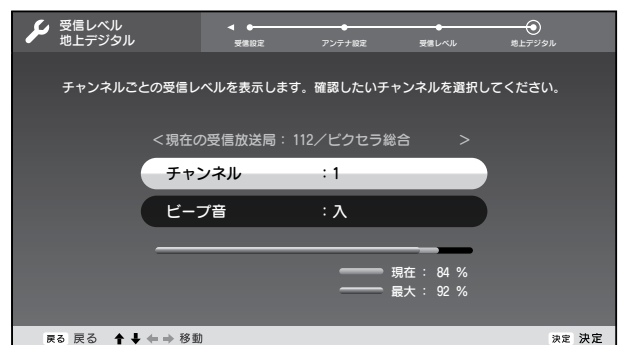 受信レベル
地上デジタル
受信設定 アンテナ設定 受信レベル 地上デジタル
チャンネルごとの受信レベルを表示します。確認したいチャンネルを選択してください。
<現在の受信放送局：112／ピクセラ総合 >
チャンネル ：1
ビープ音 ：入
現在： 84 %
最大： 92 %
戻る 戻る ↑↓←→ 移動 決定 決定